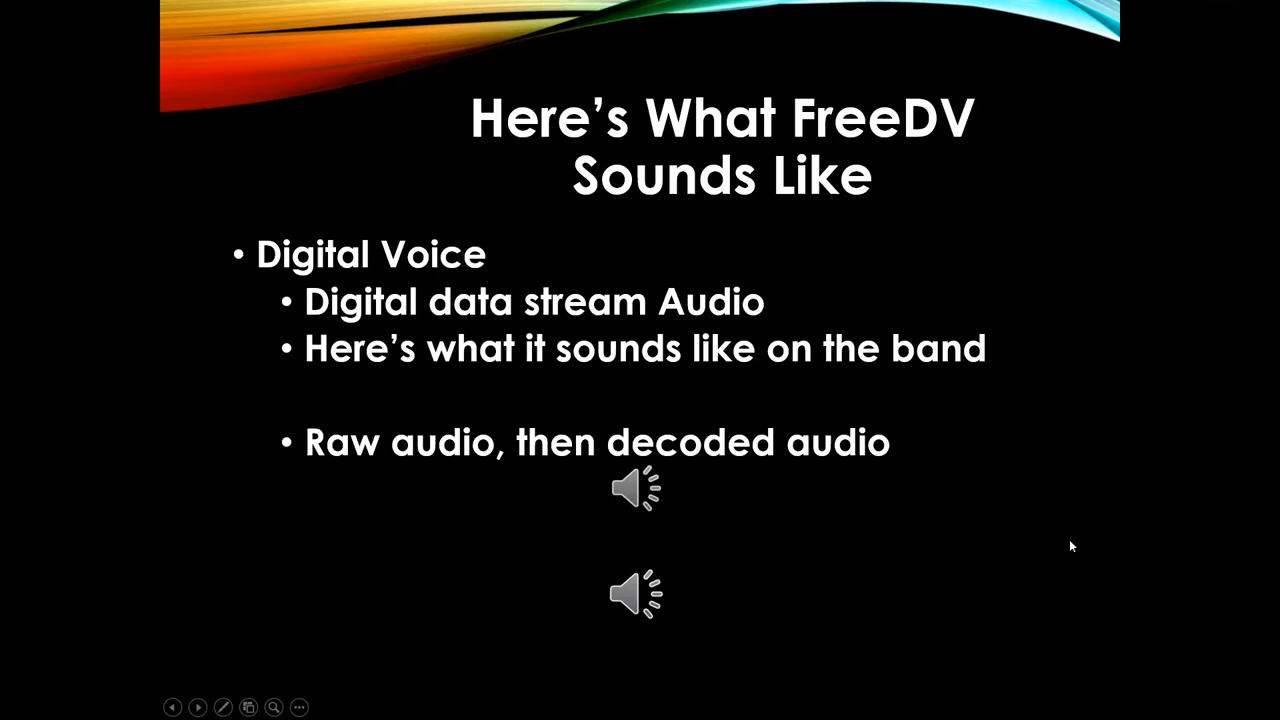 Here’s What FreeDV
Sounds Like
• Digital Voice
• Digital data stream Audio
• Here’s what it sounds like on the band
• Raw audio, then decoded audio